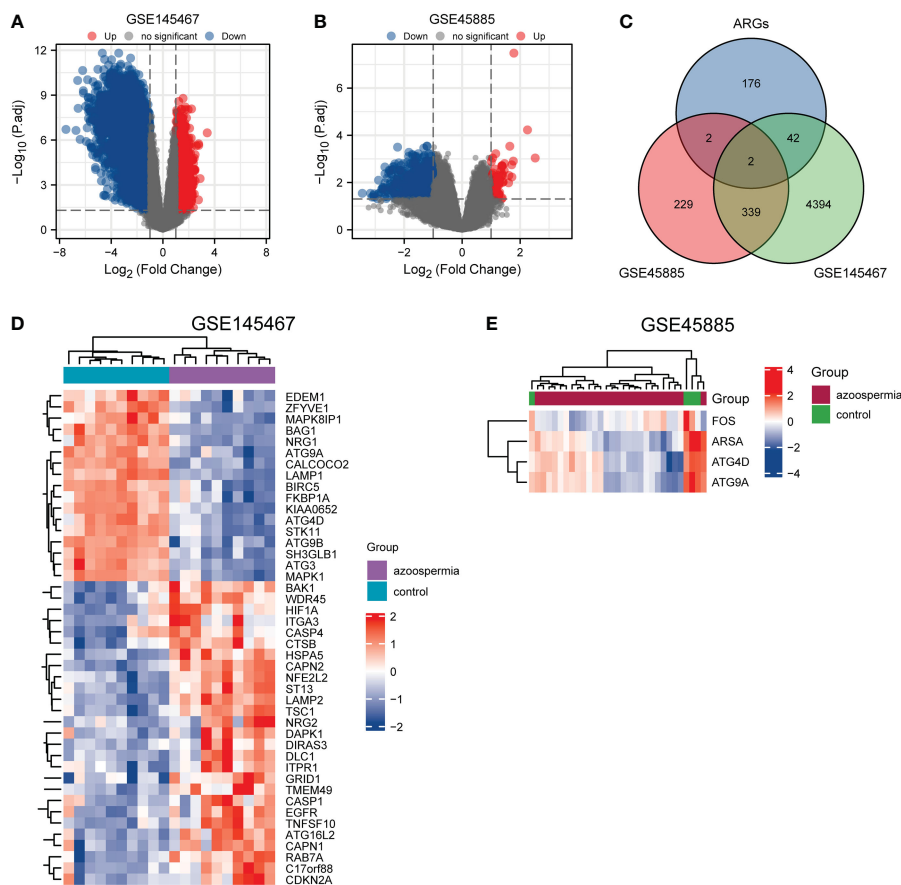 A
GSE145467
Up no significant Down
−Log10 (P.adj)
12
9
6
3
0
−8 −4 0 4 8
Log2 (Fold Change)
B
GSE45885
Down no significant Up
−Log10 (P.adj)
6
4
2
0
−2 0 2
Log2 (Fold Change)
C
ARGs
176
2
42
2
229
339
4394
GSE45885
GSE145467
D
GSE145467
EDEM1
ZFYVE1
MAPK8IP1
BAG1
NRG1
ATG9A
CALCOCO2
LAMP1
BIRC5
FKBP1A
KIAA0652
ATG4D
STK11
ATG9B
SH3GLB1
ATG3
MAPK1
BAK1
WDR45
HIF1A
ITGA3
CASP4
CTSB
HSPA5
CAPN2
NFE2L2
ST13
LAMP2
TSC1
NRG2
DAPK1
DIRAS3
DLC1
ITPR1
GRID1
TMEM49
CASP1
EGFR
TNFSF10
ATG16L2
CAPN1
RAB7A
C17orf88
CDKN2A
Group
azoospermia
control
2
1
0
−1
−2
E
GSE45885
Group
FOS
ARSA
ATG4D
ATG9A
4
2
0
−2
−4
Group
azoospermia
control